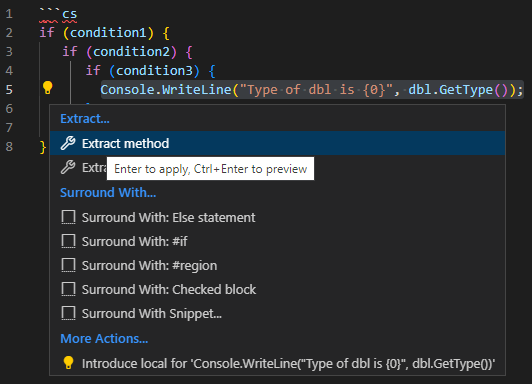 1 ```cs
2 if (condition1) {
3 if (condition2) {
4 if (condition3) {
5 Console.WriteLine("Type of dbl is {0}", dbl.GetType());
6
Extract...
7
Extract method
8 }
Extra
Enter to apply, Ctrl+Enter to preview
Surround With...
Surround With: Else statement
Surround With: #if
Surround With: #region
Surround With: Checked block
Surround With Snippet...
More Actions...
Introduce local for 'Console.WriteLine("Type of dbl is {0}", dbl.GetType())'